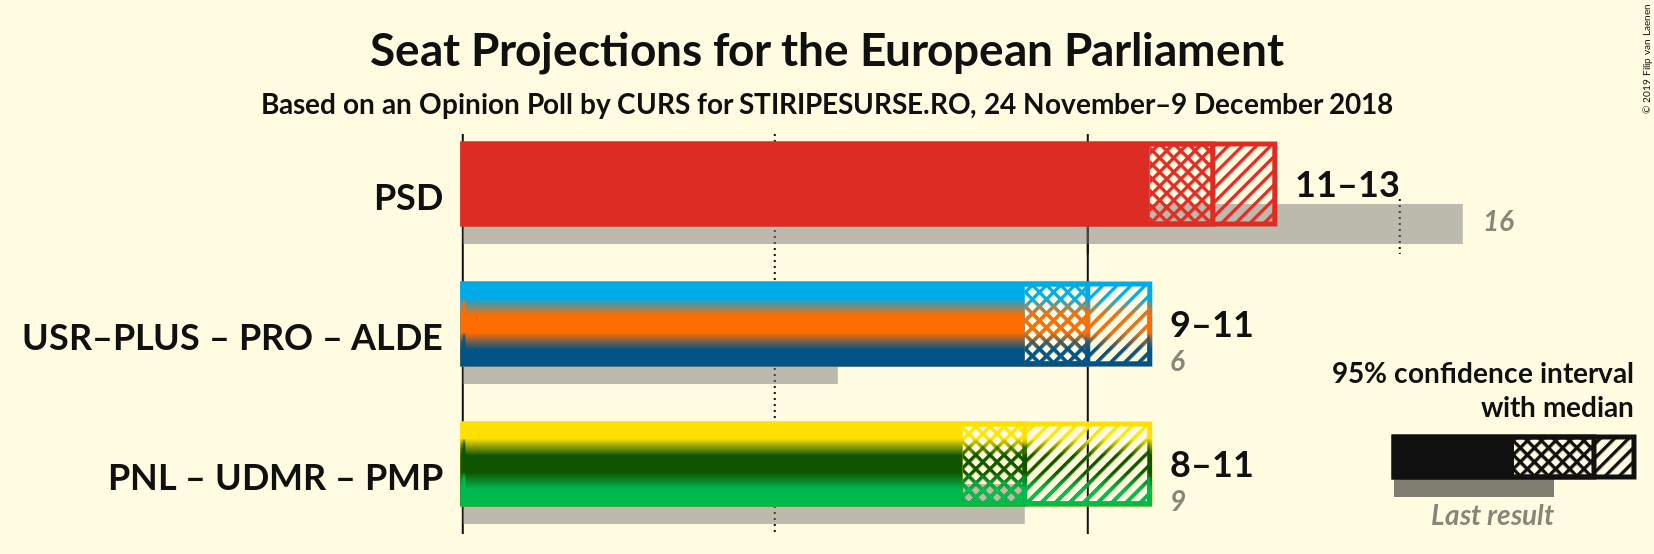 Seat Projections for the European Parliament
Based on an Opinion Poll by CURS for STIRIPESURSE.RO, 24 November–9 December 2018
© 2019 Filip van Laenen
PSD
11–13
16
USR–PLUS – PRO – ALDE
9–11
6
PNL – UDMR – PMP
8–11
9
95% confidence interval
with median
Last result